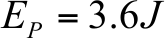 E_P = 3.6J